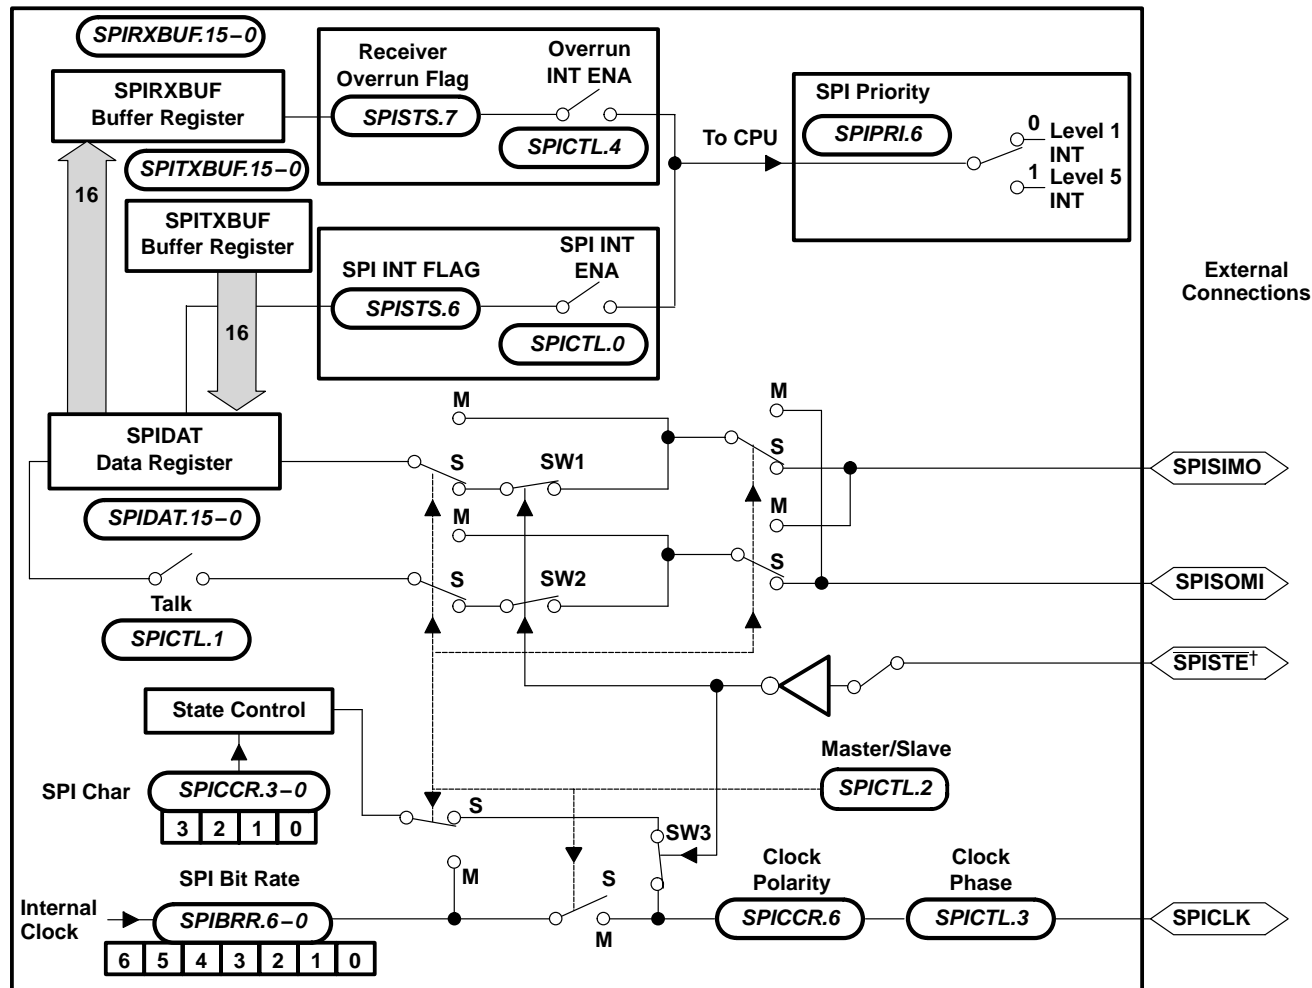 SPIRXBUF.15–0
SPIRXBUF
Buffer Register
Receiver
Overrun Flag
SPISTS.7
Overrun
INT ENA
SPICTL.4
To CPU
SPI Priority
SPIPRI.6
0
Level 1
INT
1
Level 5
INT
16
SPITXBUF.15–0
SPITXBUF
Buffer Register
SPI INT FLAG
SPISTS.6
SPI INT
ENA
SPICTL.0
External
Connections
16
SPIDAT
Data Register
SPIDAT.15–0
M
S
SW1
M
S
SPISIMO
M
S
SW2
M
S
SPISOMI
Talk
SPICTL.1
SPISTE†
State Control
Master/Slave
SPICTL.2
SPI Char
SPICCR.3–0
3 2 1 0
S
SW3
M
SPI Bit Rate
Internal
Clock
SPIBRR.6–0
6 5 4 3 2 1 0
S
M
Clock
Polarity
SPICCR.6
Clock
Phase
SPICTL.3
SPICLK